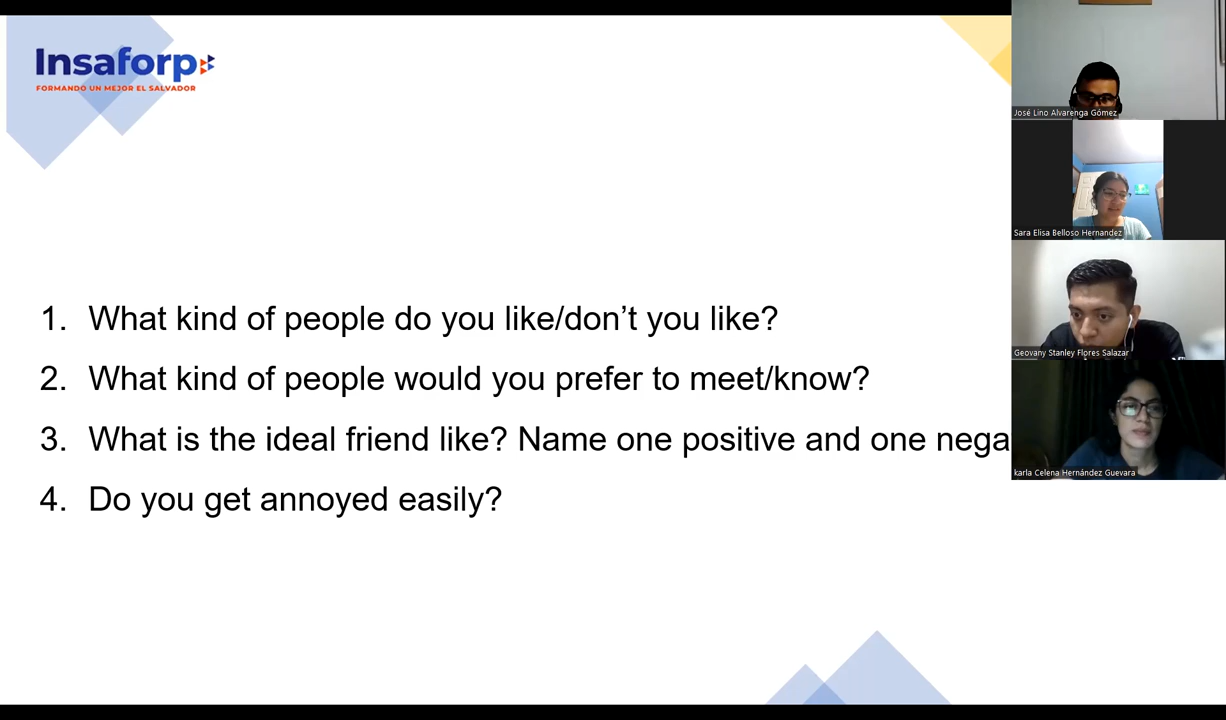 Insaforp
FORMANDO UN MEJOR EL SALVADOR
1. What kind of people do you like/don’t you like?
2. What kind of people would you prefer to meet/know?
3. What is the ideal friend like? Name one positive and one nega
4. Do you get annoyed easily?
José Lino Alvarenga Gómez
Sara Elisa Belloso Hernandez
Geovany Stanley Flores Salazar
karla Celena Hernández Guevara